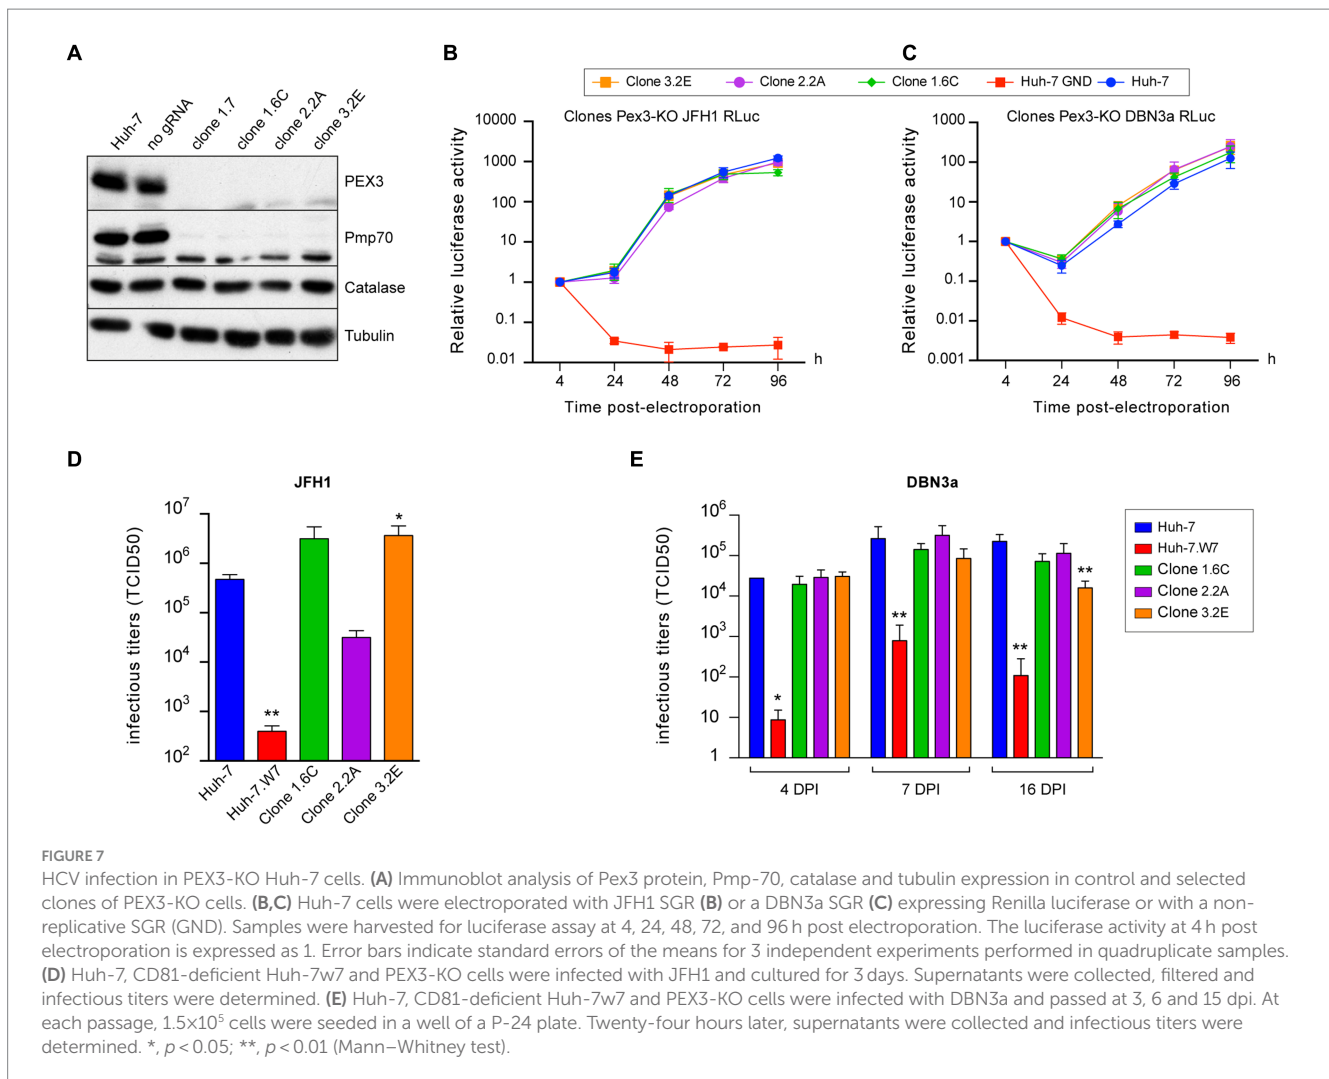 A
Huh-7
no gRNA
clone 1.7
clone 1.6C
clone 2.2A
clone 3.2E
PEX3
Pmp70
Catalase
Tubulin
B
C
Clone 3.2E
Clone 2.2A
Clone 1.6C
Huh-7 GND
Huh-7
Clones Pex3-KO JFH1 RLuc
Relative luciferase activity
10000
1000
100
10
1
0.1
0.01
4
24
48
72
96
h
Time post-electroporation
Clones Pex3-KO DBN3a RLuc
Relative luciferase activity
1000
100
10
1
0.1
0.01
0.001
4
24
48
72
96
h
Time post-electroporation
D
JFH1
infectious titers (TCID50)
10⁷
10⁶
10⁵
10⁴
10³
10²
**
*
Huh-7
Huh-7.W7
Clone 1.6C
Clone 2.2A
Clone 3.2E
E
DBN3a
infectious titers (TCID50)
10⁶
10⁵
10⁴
10³
10²
10
1
*
**
**
**
4 DPI
7 DPI
16 DPI
Huh-7
Huh-7.W7
Clone 1.6C
Clone 2.2A
Clone 3.2E
FIGURE 7
HCV infection in PEX3-KO Huh-7 cells. (A) Immunoblot analysis of Pex3 protein, Pmp-70, catalase and tubulin expression in control and selected
clones of PEX3-KO cells. (B,C) Huh-7 cells were electroporated with JFH1 SGR (B) or a DBN3a SGR (C) expressing Renilla luciferase or with a non-
replicative SGR (GND). Samples were harvested for luciferase assay at 4, 24, 48, 72, and 96 h post electroporation. The luciferase activity at 4 h post
electroporation is expressed as 1. Error bars indicate standard errors of the means for 3 independent experiments performed in quadruplicate samples.
(D) Huh-7, CD81-deficient Huh-7w7 and PEX3-KO cells were infected with JFH1 and cultured for 3 days. Supernatants were collected, filtered and
infectious titers were determined. (E) Huh-7, CD81-deficient Huh-7w7 and PEX3-KO cells were infected with DBN3a and passed at 3, 6 and 15 dpi. At
each passage, 1.5×10⁵ cells were seeded in a well of a P-24 plate. Twenty-four hours later, supernatants were collected and infectious titers were
determined. *, p < 0.05; **, p < 0.01 (Mann–Whitney test).